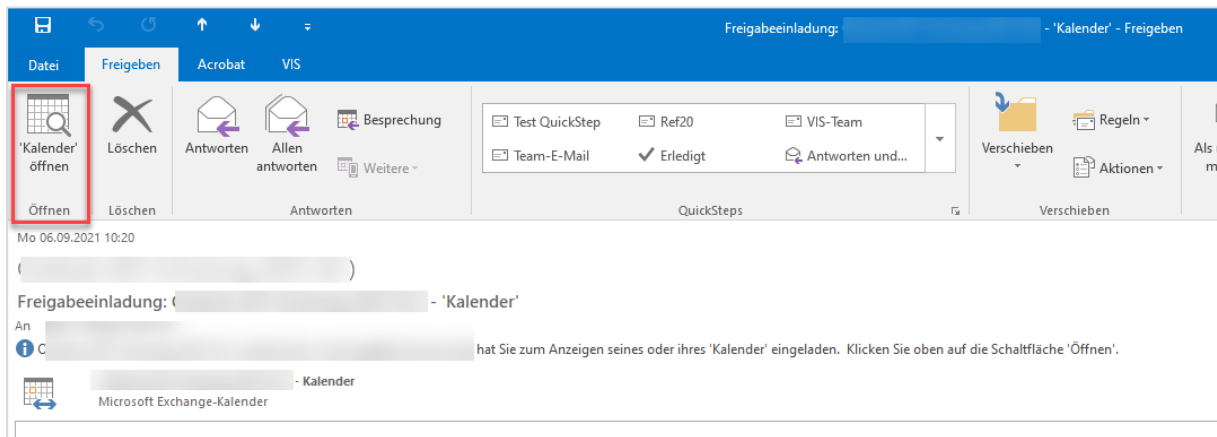 Freigabeeinladung: - 'Kalender' - Freigeben
Datei Freigeben Acrobat VIS
'Kalender' öffnen
Löschen
Antworten
Allen antworten
Besprechung
Weitere
Test QuickStep Ref20 VIS-Team
Team-E-Mail Erledigt Antworten und...
Verschieben
Regeln
Aktionen
Als
m
Öffnen Löschen Antworten QuickSteps Verschieben
Mo 06.09.2021 10:20
)
Freigabeeinladung: - 'Kalender'
An
hat Sie zum Anzeigen seines oder ihres 'Kalender' eingeladen. Klicken Sie oben auf die Schaltfläche 'Öffnen'.
- Kalender
Microsoft Exchange-Kalender